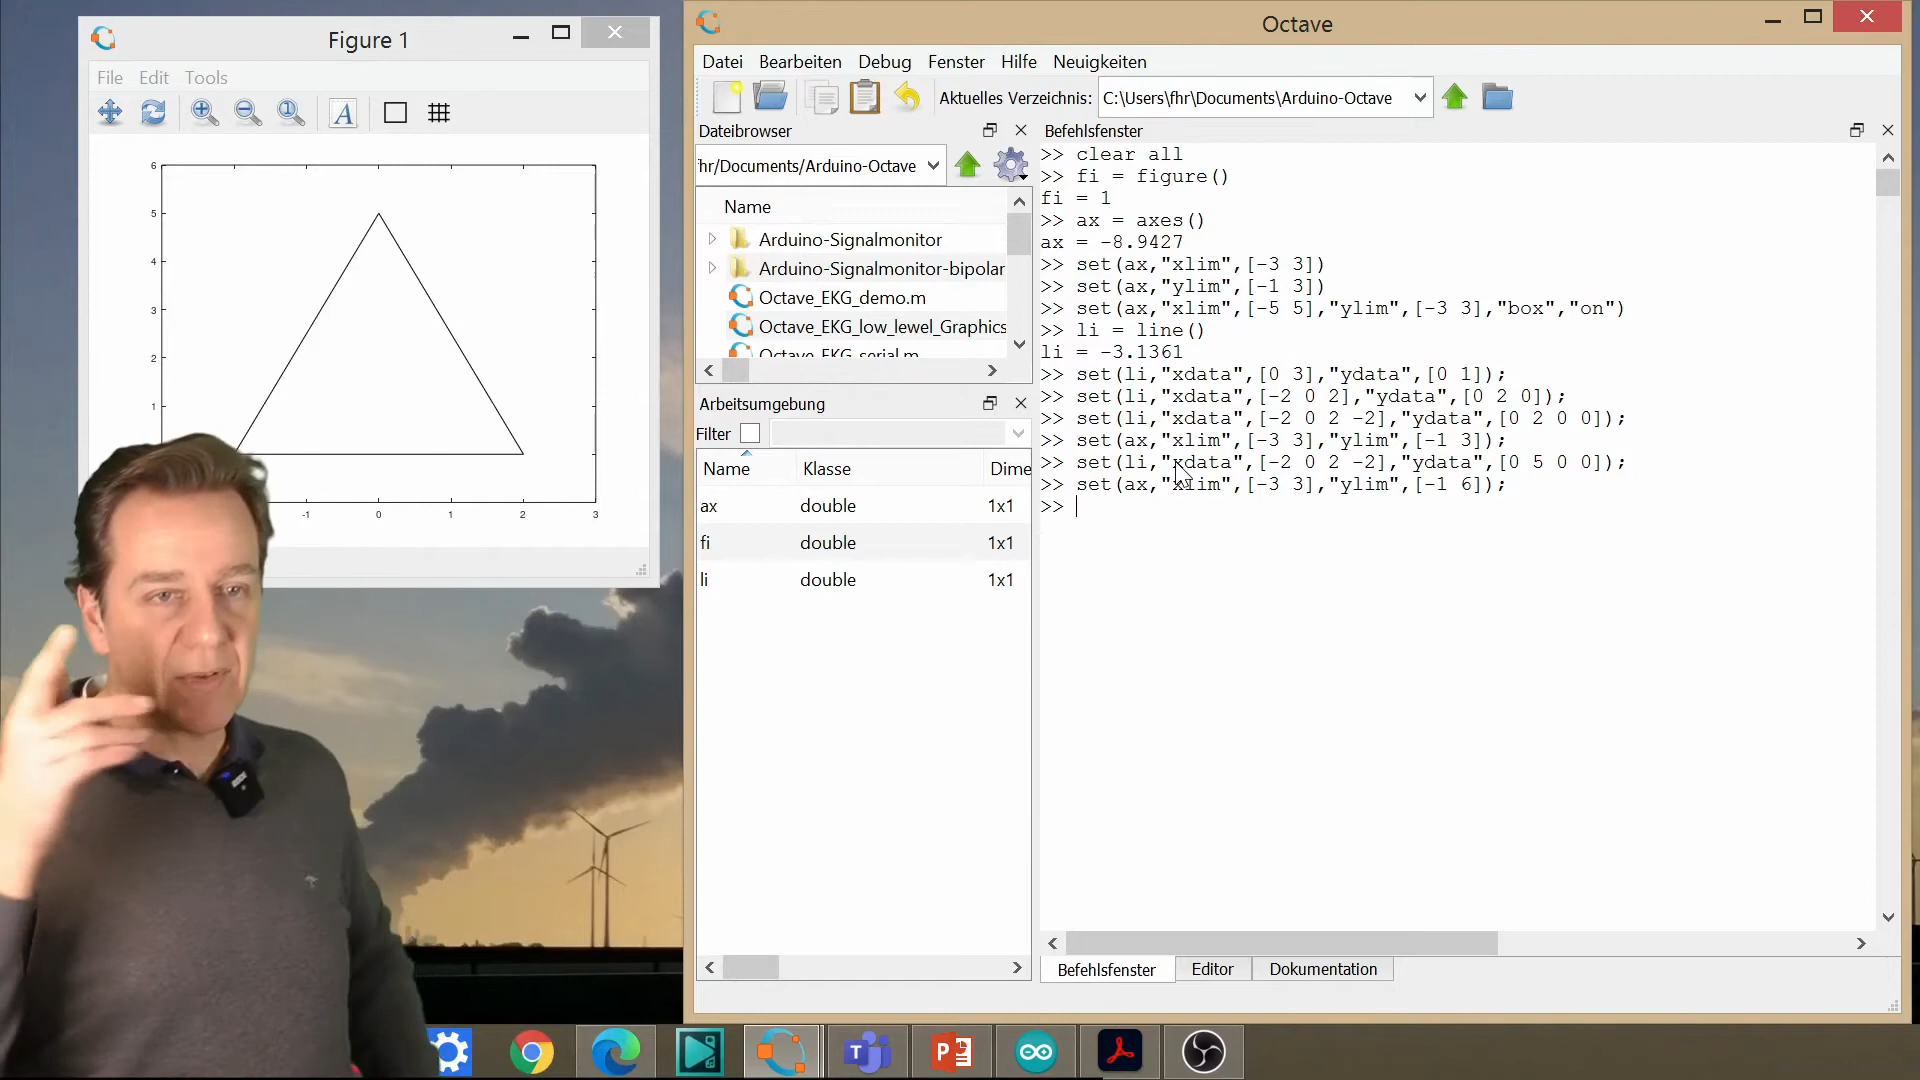 Figure 1
File Edit Tools
A
6
5
4
3
2
1
-1 0 1 2 3
Octave
Datei Bearbeiten Debug Fenster Hilfe Neuigkeiten
Aktuelles Verzeichnis: C:\Users\fhr\Documents\Arduino-Octave
Dateibrowser
hr/Documents/Arduino-Octave
Name
Arduino-Signalmonitor
Arduino-Signalmonitor-bipolar
Octave_EKG_demo.m
Octave_EKG_low_lewel_Graphics
Octave_EKG_serial.m
Arbeitsumgebung
Filter
Name Klasse Dime
ax double 1x1
fi double 1x1
li double 1x1
Befehlsfenster
>> clear all
>> fi = figure()
fi = 1
>> ax = axes()
ax = -8.9427
>> set(ax,"xlim",[-3 3])
>> set(ax,"ylim",[-1 3])
>> set(ax,"xlim",[-5 5],"ylim",[-3 3],"box","on")
>> li = line()
li = -3.1361
>> set(li,"xdata",[0 3],"ydata",[0 1]);
>> set(li,"xdata",[-2 0 2],"ydata",[0 2 0]);
>> set(li,"xdata",[-2 0 2 -2],"ydata",[0 2 0 0]);
>> set(ax,"xlim",[-3 3],"ylim",[-1 3]);
>> set(li,"xdata",[-2 0 2 -2],"ydata",[0 5 0 0]);
>> set(ax,"xlim",[-3 3],"ylim",[-1 6]);
>>
Befehlsfenster Editor Dokumentation